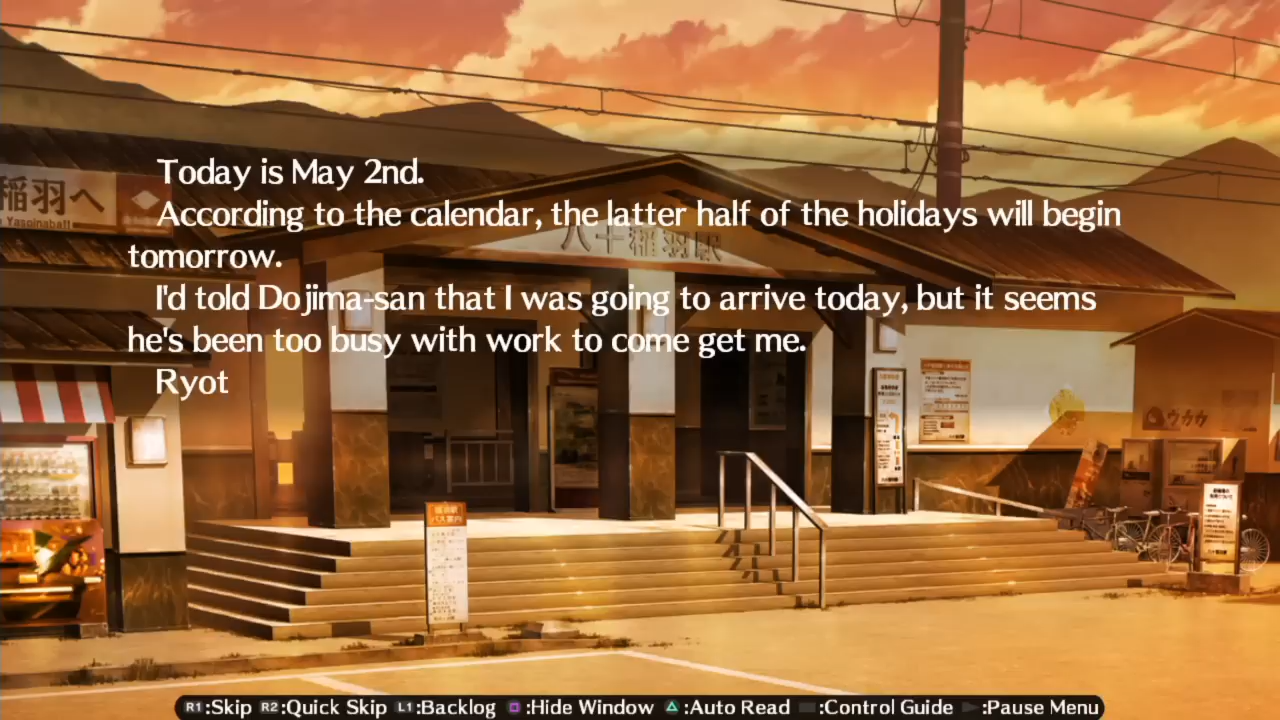 Today is May 2nd.
According to the calendar, the latter half of the holidays will begin
tomorrow.
I'd told Dojima-san that I was going to arrive today, but it seems
he's been too busy with work to come get me.
Ryot
稲羽へ
Yasoinaba
八十稲羽駅
R1:Skip R2:Quick Skip L1:Backlog :Hide Window :Auto Read :Control Guide :Pause Menu